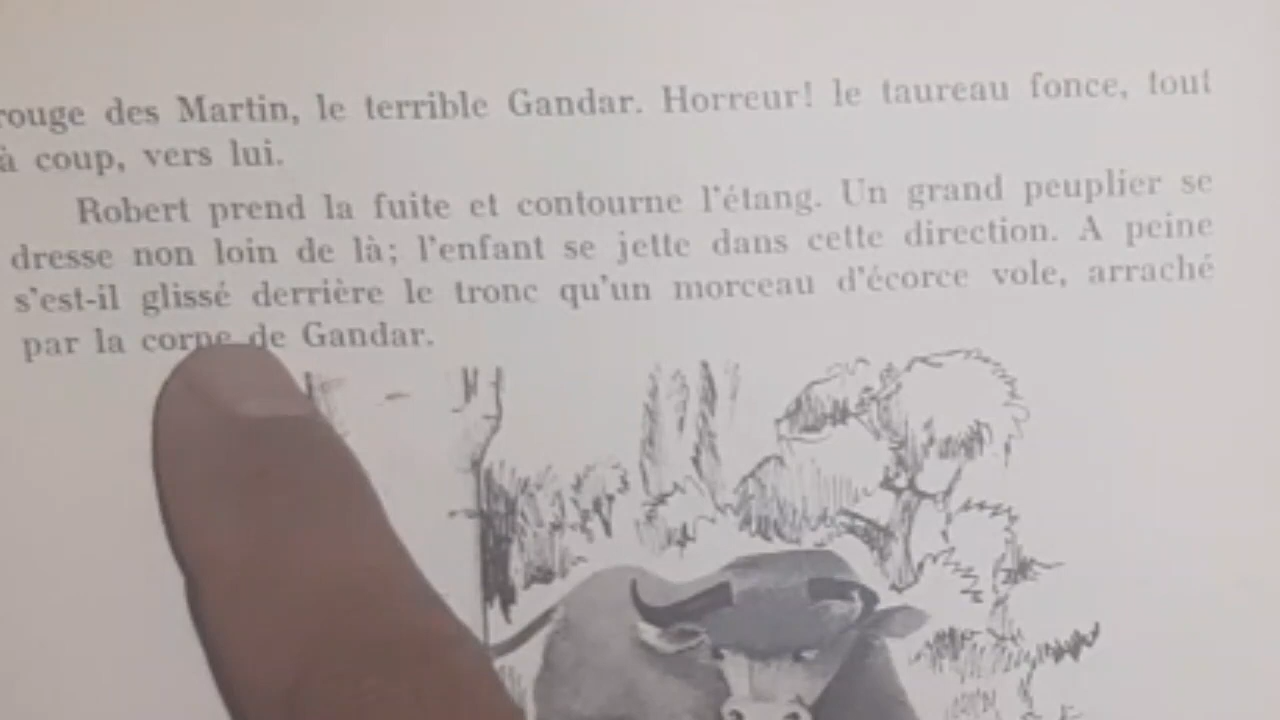 rouge des Martin, le terrible Gandar. Horreur! le taureau fonce, tout
à coup, vers lui.
Robert prend la fuite et contourne l'étang. Un grand peuplier se
dresse non loin de là; l'enfant se jette dans cette direction. A peine
s'est-il glissé derrière le tronc qu'un morceau d'écorce vole, arraché
par la corne de Gandar.